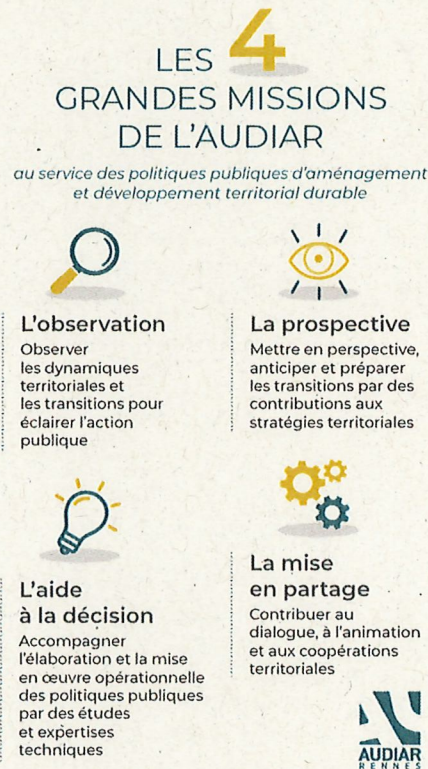 LES 4
GRANDES MISSIONS
DE L'AUDIAR
au service des politiques publiques d'aménagement
et développement territorial durable
L'observation
Observer
les dynamiques
territoriales et
les transitions pour
éclairer l'action
publique
La prospective
Mettre en perspective,
anticiper et préparer
les transitions par des
contributions aux
stratégies territoriales
L'aide
à la décision
Accompagner
l'élaboration et la mise
en œuvre opérationnelle
des politiques publiques
par des études
et expertises
techniques
La mise
en partage
Contribuer au
dialogue, à l'animation
et aux coopérations
territoriales
AUDIAR
RENNES